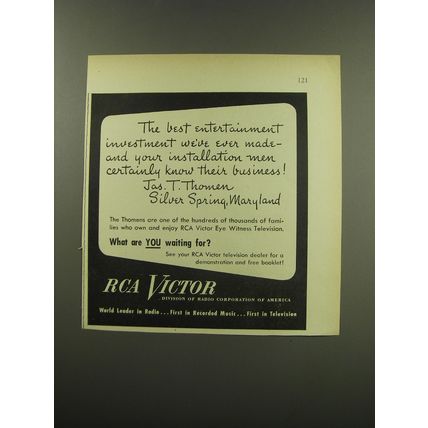 121
The best entertainment
investment we've ever made-
and your installation men
certainly know their business!
Jas. T. Thomen
Silver Spring, Maryland
The Thomens are one of the hundreds of thousands of fami-
lies who own and enjoy RCA Victor Eye Witness Television.
What are YOU waiting for?
See your RCA Victor television dealer for a
demonstration and free booklet!
RCA VICTOR
DIVISION OF RADIO CORPORATION OF AMERICA
World Leader in Radio . . . First in Recorded Music . . . First in Television